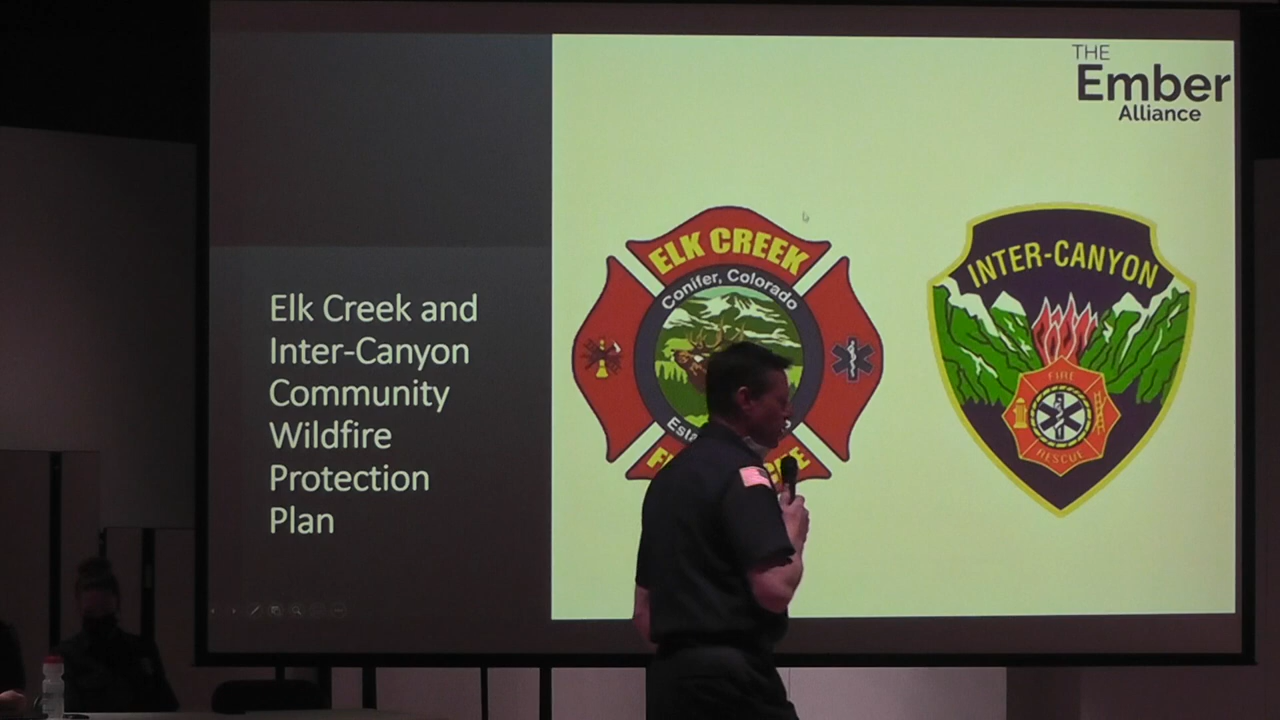 THE
Ember
Alliance
Elk Creek and
Inter-Canyon
Community
Wildfire
Protection
Plan
ELK CREEK
Conifer, Colorado
INTER-CANYON
FIRE
RESCUE